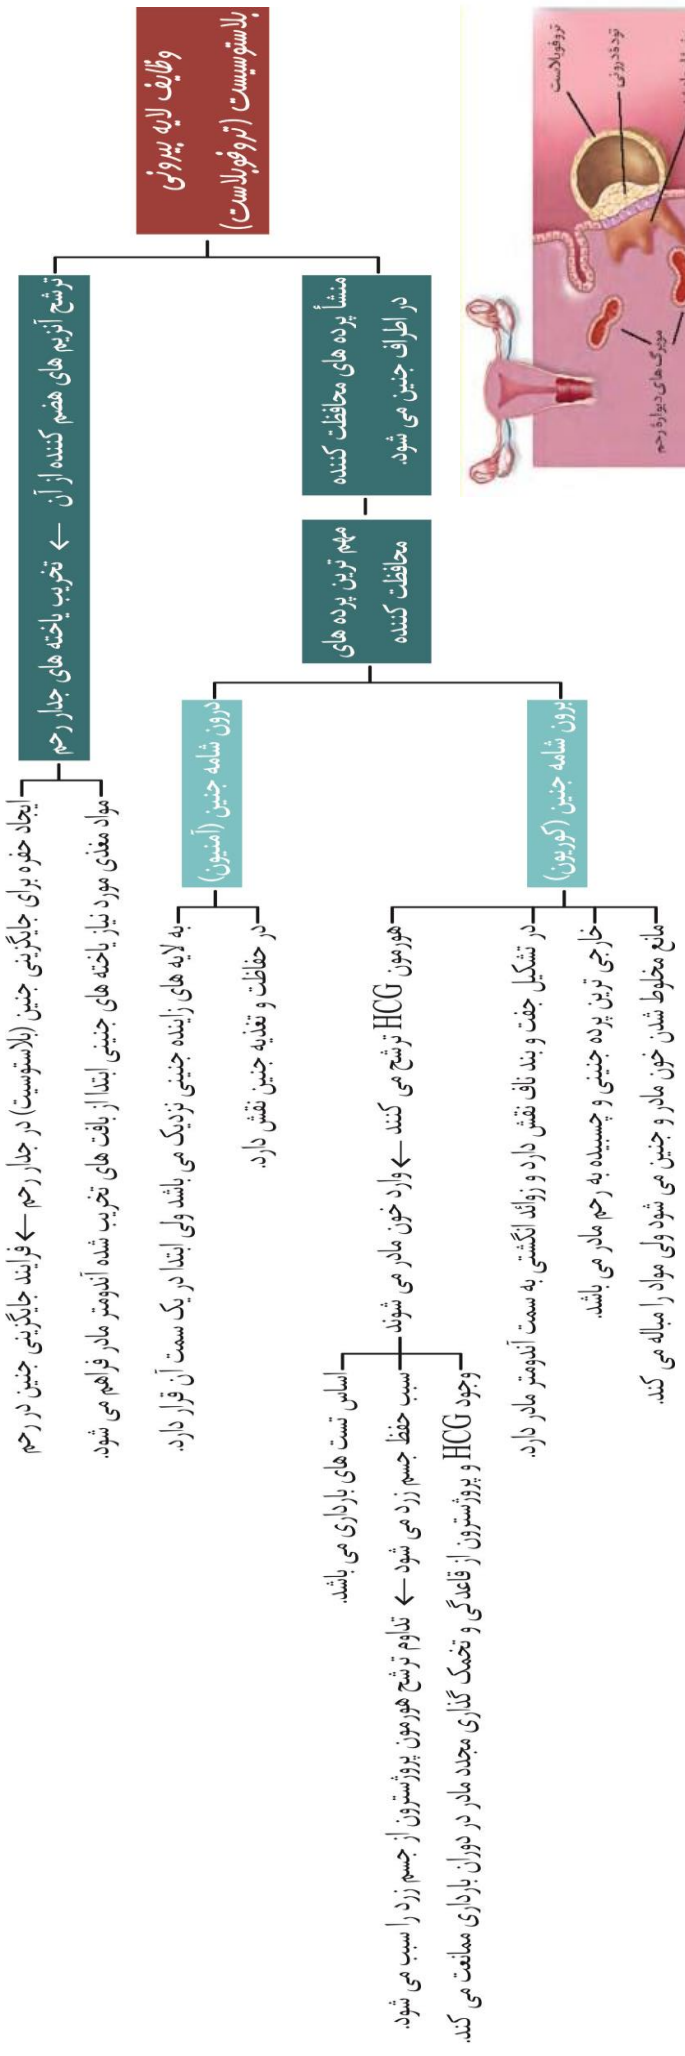 وظایف لایه بیرونی
بلاستوسیست (تروفوبلاست)
ترشح آنزیم های هضم کننده از آن ← تخریب یاخته های جدار رحم
ایجاد حفره برای جایگزینی جنین (بلاستوسیت) در جدار رحم ← فرایند جایگزینی جنین در رحم
مواد مغذی مورد نیاز یاخته های جنینی ابتدا از بافت های تخریب شده آندومتر مادر فراهم می شود.
منشأ پرده های محافظت کننده
در اطراف جنین می شود.
مهم ترین پرده های
محافظت کننده
درون شامه جنین (آمنیون)
به لایه های زاینده جنینی نزدیک می باشد ولی ابتدا در یک سمت آن قرار دارد.
در حفاظت و تغذیه جنین نقش دارد.
برون شامه جنین (کوریون)
هورمون HCG ترشح می کنند ← وارد خون مادر می شوند
اساس تست های بارداری می باشد.
سبب حفظ جسم زرد می شود ← تداوم ترشح هورمون پروژسترون از جسم زرد را سبب می شود.
وجود HCG و پروژسترون از قاعدگی و تخمک گذاری مجدد مادر در دوران بارداری ممانعت می کند.
در تشکیل جفت و بند ناف نقش دارد و زوائد انگشتی به سمت آندومتر مادر دارد.
خارجی ترین پرده جنینی و چسبیده به رحم مادر می باشد.
مانع مخلوط شدن خون مادر و جنین می شود ولی مواد را مباله می کند.
تروفوبلاست
تودهٔ درونی
مویرگ های دیوارهٔ رحم